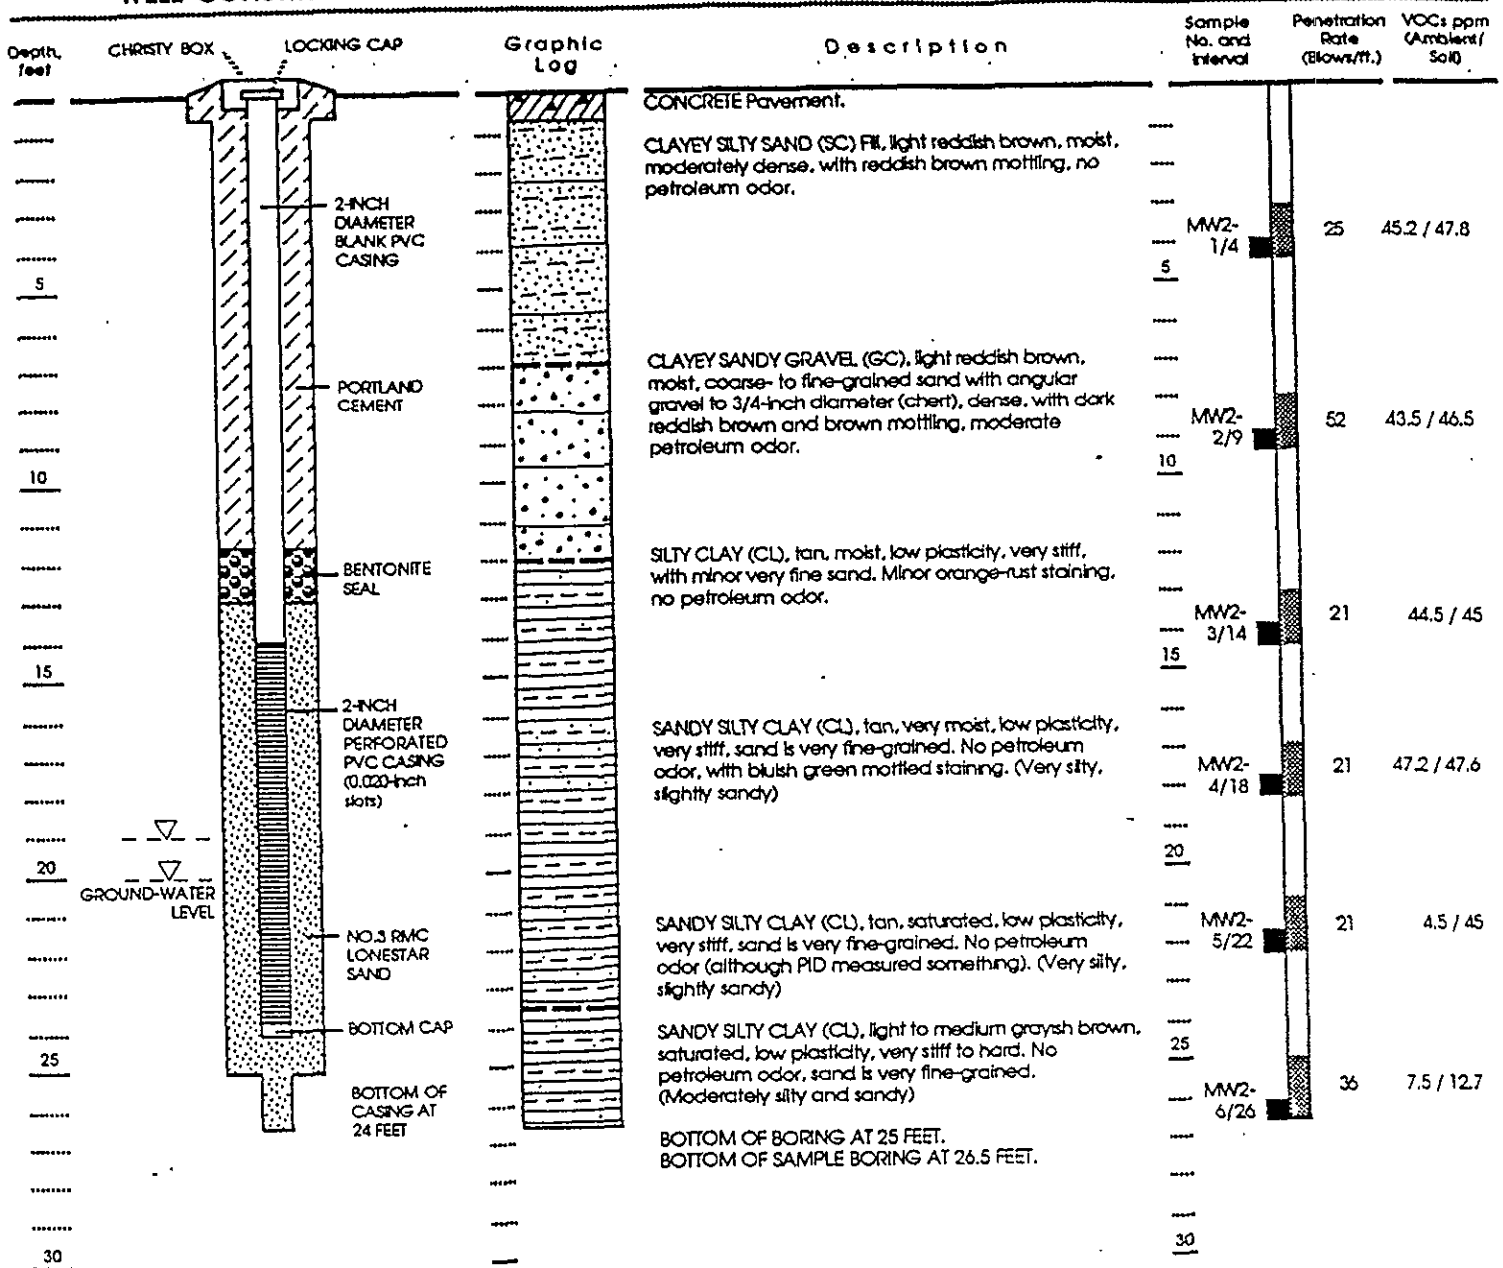 Depth, feet
CHRISTY BOX
LOCKING CAP
Graphic Log
Description
Sample No. and Interval
Penetration Rate (Blows/ft.)
VOCs ppm (Ambient/ Soil)
CONCRETE Pavement.
CLAYEY SILTY SAND (SC) Fill, light reddish brown, moist,
moderately dense, with reddish brown mottling, no
petroleum odor.
2-INCH
DIAMETER
BLANK PVC
CASING
MW2-
1/4
25
45.2 / 47.8
5
5
CLAYEY SANDY GRAVEL (GC), light reddish brown,
moist, coarse- to fine-grained sand with angular
gravel to 3/4-inch diameter (chert), dense, with dark
reddish brown and brown mottling, moderate
petroleum odor.
PORTLAND
CEMENT
MW2-
2/9
52
43.5 / 46.5
10
10
SILTY CLAY (CL), tan, moist, low plasticity, very stiff,
with minor very fine sand. Minor orange-rust staining,
no petroleum odor.
BENTONITE
SEAL
MW2-
3/14
21
44.5 / 45
15
15
2-INCH
DIAMETER
PERFORATED
PVC CASING
(0.020-inch
slots)
SANDY SILTY CLAY (CL), tan, very moist, low plasticity,
very stiff, sand is very fine-grained. No petroleum
odor, with bluish green mottled staining. (Very silty,
slightly sandy)
MW2-
4/18
21
47.2 / 47.6
20
20
GROUND-WATER
LEVEL
NO.3 RMC
LONESTAR
SAND
SANDY SILTY CLAY (CL), tan, saturated, low plasticity,
very stiff, sand is very fine-grained. No petroleum
odor (although PID measured something). (Very silty,
slightly sandy)
MW2-
5/22
21
4.5 / 45
BOTTOM CAP
SANDY SILTY CLAY (CL), light to medium grayish brown,
saturated, low plasticity, very stiff to hard. No
petroleum odor, sand is very fine-grained.
(Moderately silty and sandy)
25
25
BOTTOM OF
CASING AT
24 FEET
MW2-
6/26
36
7.5 / 12.7
BOTTOM OF BORING AT 25 FEET.
BOTTOM OF SAMPLE BORING AT 26.5 FEET.
30
30